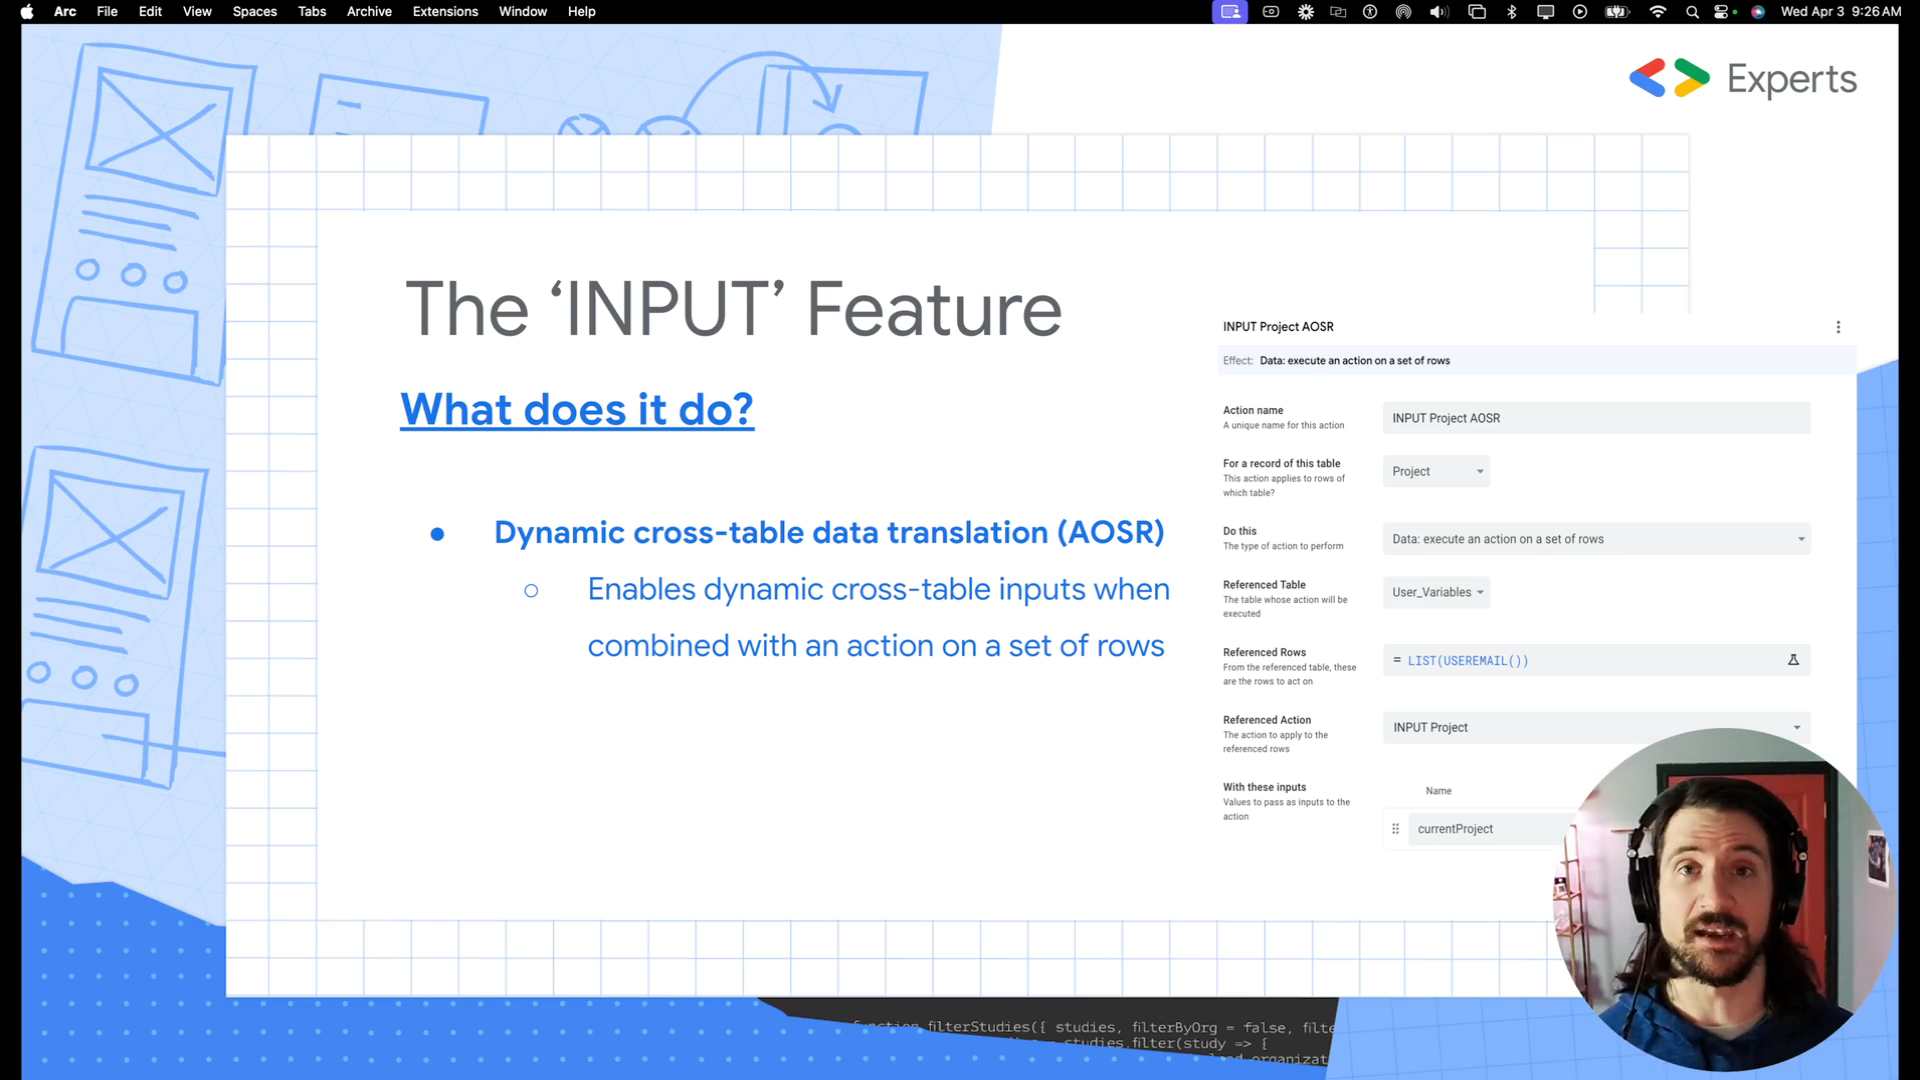 Arc File Edit View Spaces Tabs Archive Extensions Window Help Wed Apr 3 9:26 AM
Experts
The ‘INPUT’ Feature
What does it do?
Dynamic cross-table data translation (AOSR)
Enables dynamic cross-table inputs when
combined with an action on a set of rows
INPUT Project AOSR
Effect: Data: execute an action on a set of rows
Action name
A unique name for this action
INPUT Project AOSR
For a record of this table
This action applies to rows of
which table?
Project
Do this
The type of action to perform
Data: execute an action on a set of rows
Referenced Table
The table whose action will be
executed
User_Variables
Referenced Rows
From the referenced table, these
are the rows to act on
= LIST(USEREMAIL())
Referenced Action
The action to apply to the
referenced rows
INPUT Project
With these inputs
Values to pass as inputs to the
action
Name
currentProject
function filterStudies({ studies, filterByOrg = false, filte
studies.filter(study => {
organizat